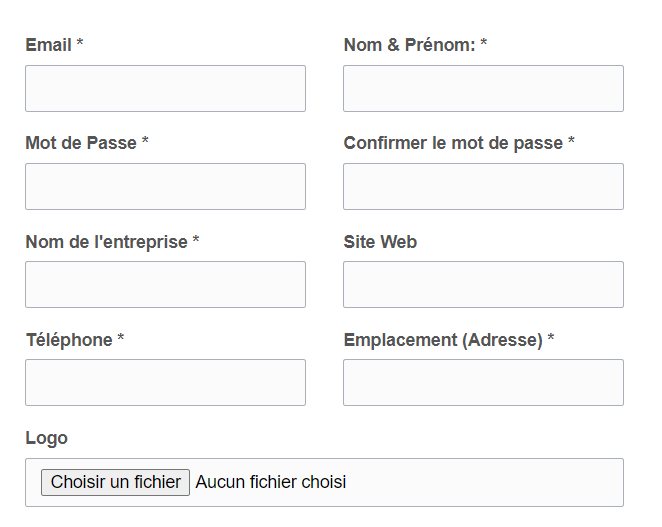 Email *
Nom & Prénom: *
Mot de Passe *
Confirmer le mot de passe *
Nom de l'entreprise *
Site Web
Téléphone *
Emplacement (Adresse) *
Logo
Choisir un fichier Aucun fichier choisi